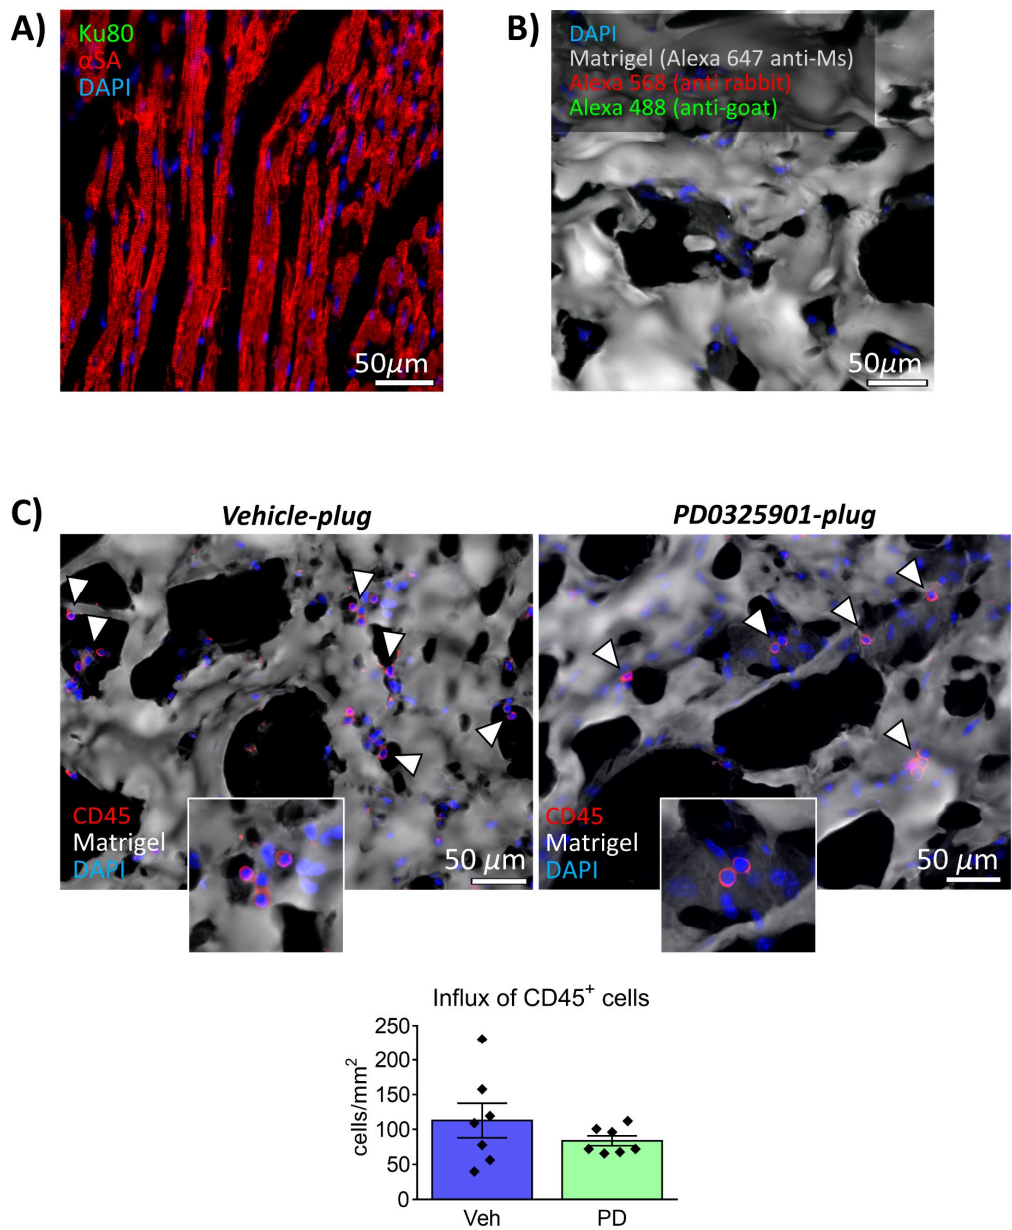 A)
Ku80
αSA
DAPI
50µm
B)
DAPI
Matrigel (Alexa 647 anti-Ms)
Alexa 568 (anti rabbit)
Alexa 488 (anti-goat)
50µm
C)
Vehicle-plug
CD45
Matrigel
DAPI
50 µm
PD0325901-plug
CD45
Matrigel
DAPI
50 µm
Influx of CD45⁺ cells
cells/mm²
250
200
150
100
50
0
Veh
PD